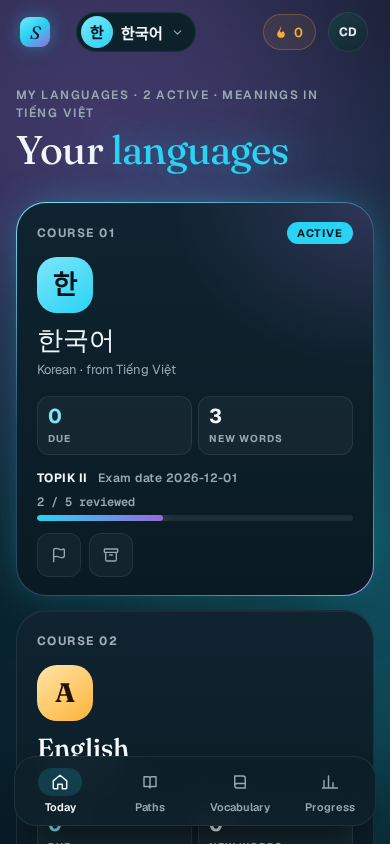 S
한 한국어
0
CD
MY LANGUAGES · 2 ACTIVE · MEANINGS IN
TIẾNG VIỆT
Your languages
COURSE 01
ACTIVE
한
한국어
Korean · from Tiếng Việt
0
DUE
3
NEW WORDS
TOPIK II Exam date 2026-12-01
2 / 5 reviewed
COURSE 02
A
English
Today
Paths
Vocabulary
Progress